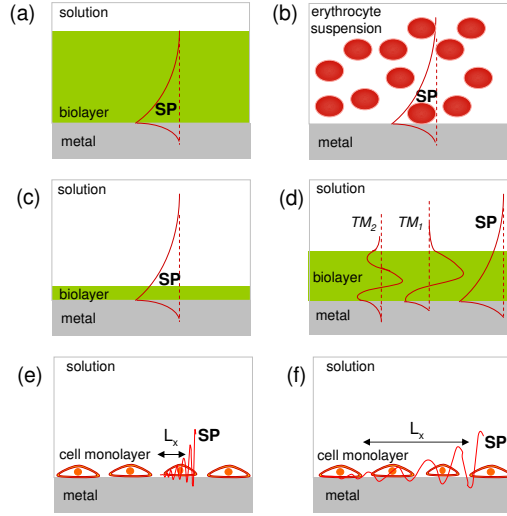 (a)
solution
SP
biolayer
metal
(b)
erythrocyte
suspension
SP
metal
(c)
solution
SP
biolayer
metal
(d)
solution
TM2
TM1
SP
biolayer
metal
(e)
solution
Lx
SP
cell monolayer
metal
(f)
solution
Lx
SP
cell monolayer
metal